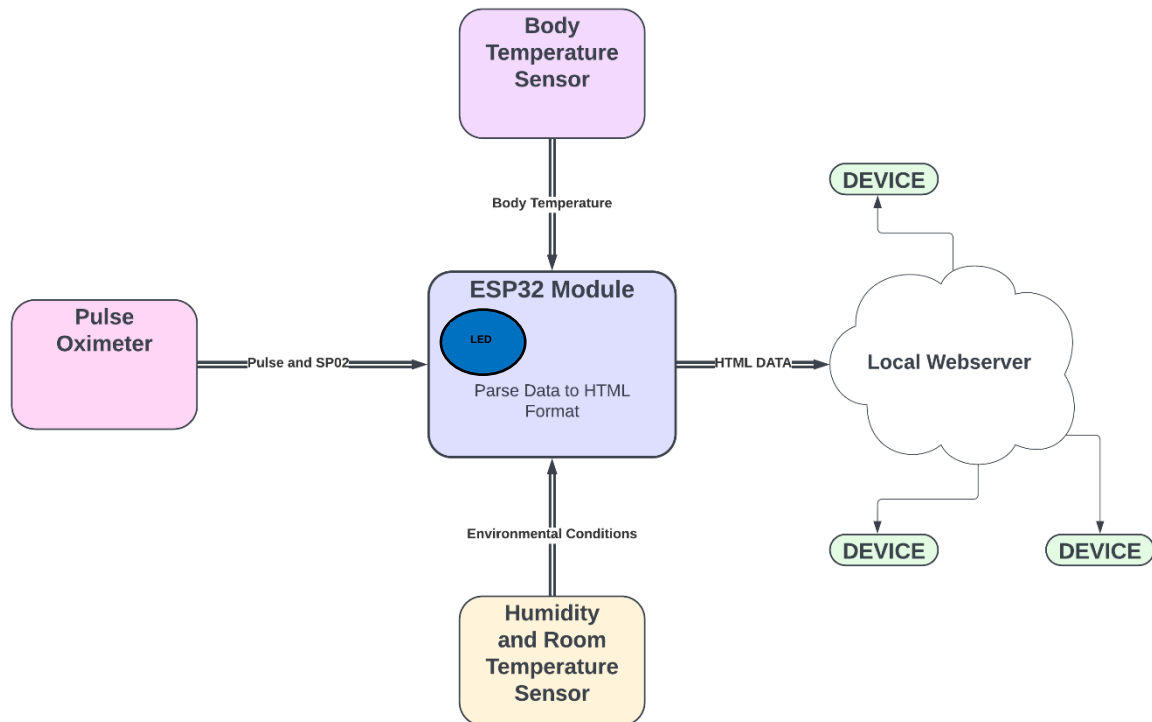 Body
Temperature
Sensor
DEVICE
Body Temperature
ESP32 Module
LED
Pulse
Oximeter
Pulse and SP02
HTML DATA
Local Webserver
Parse Data to HTML
Format
Environmental Conditions
DEVICE
DEVICE
Humidity
and Room
Temperature
Sensor